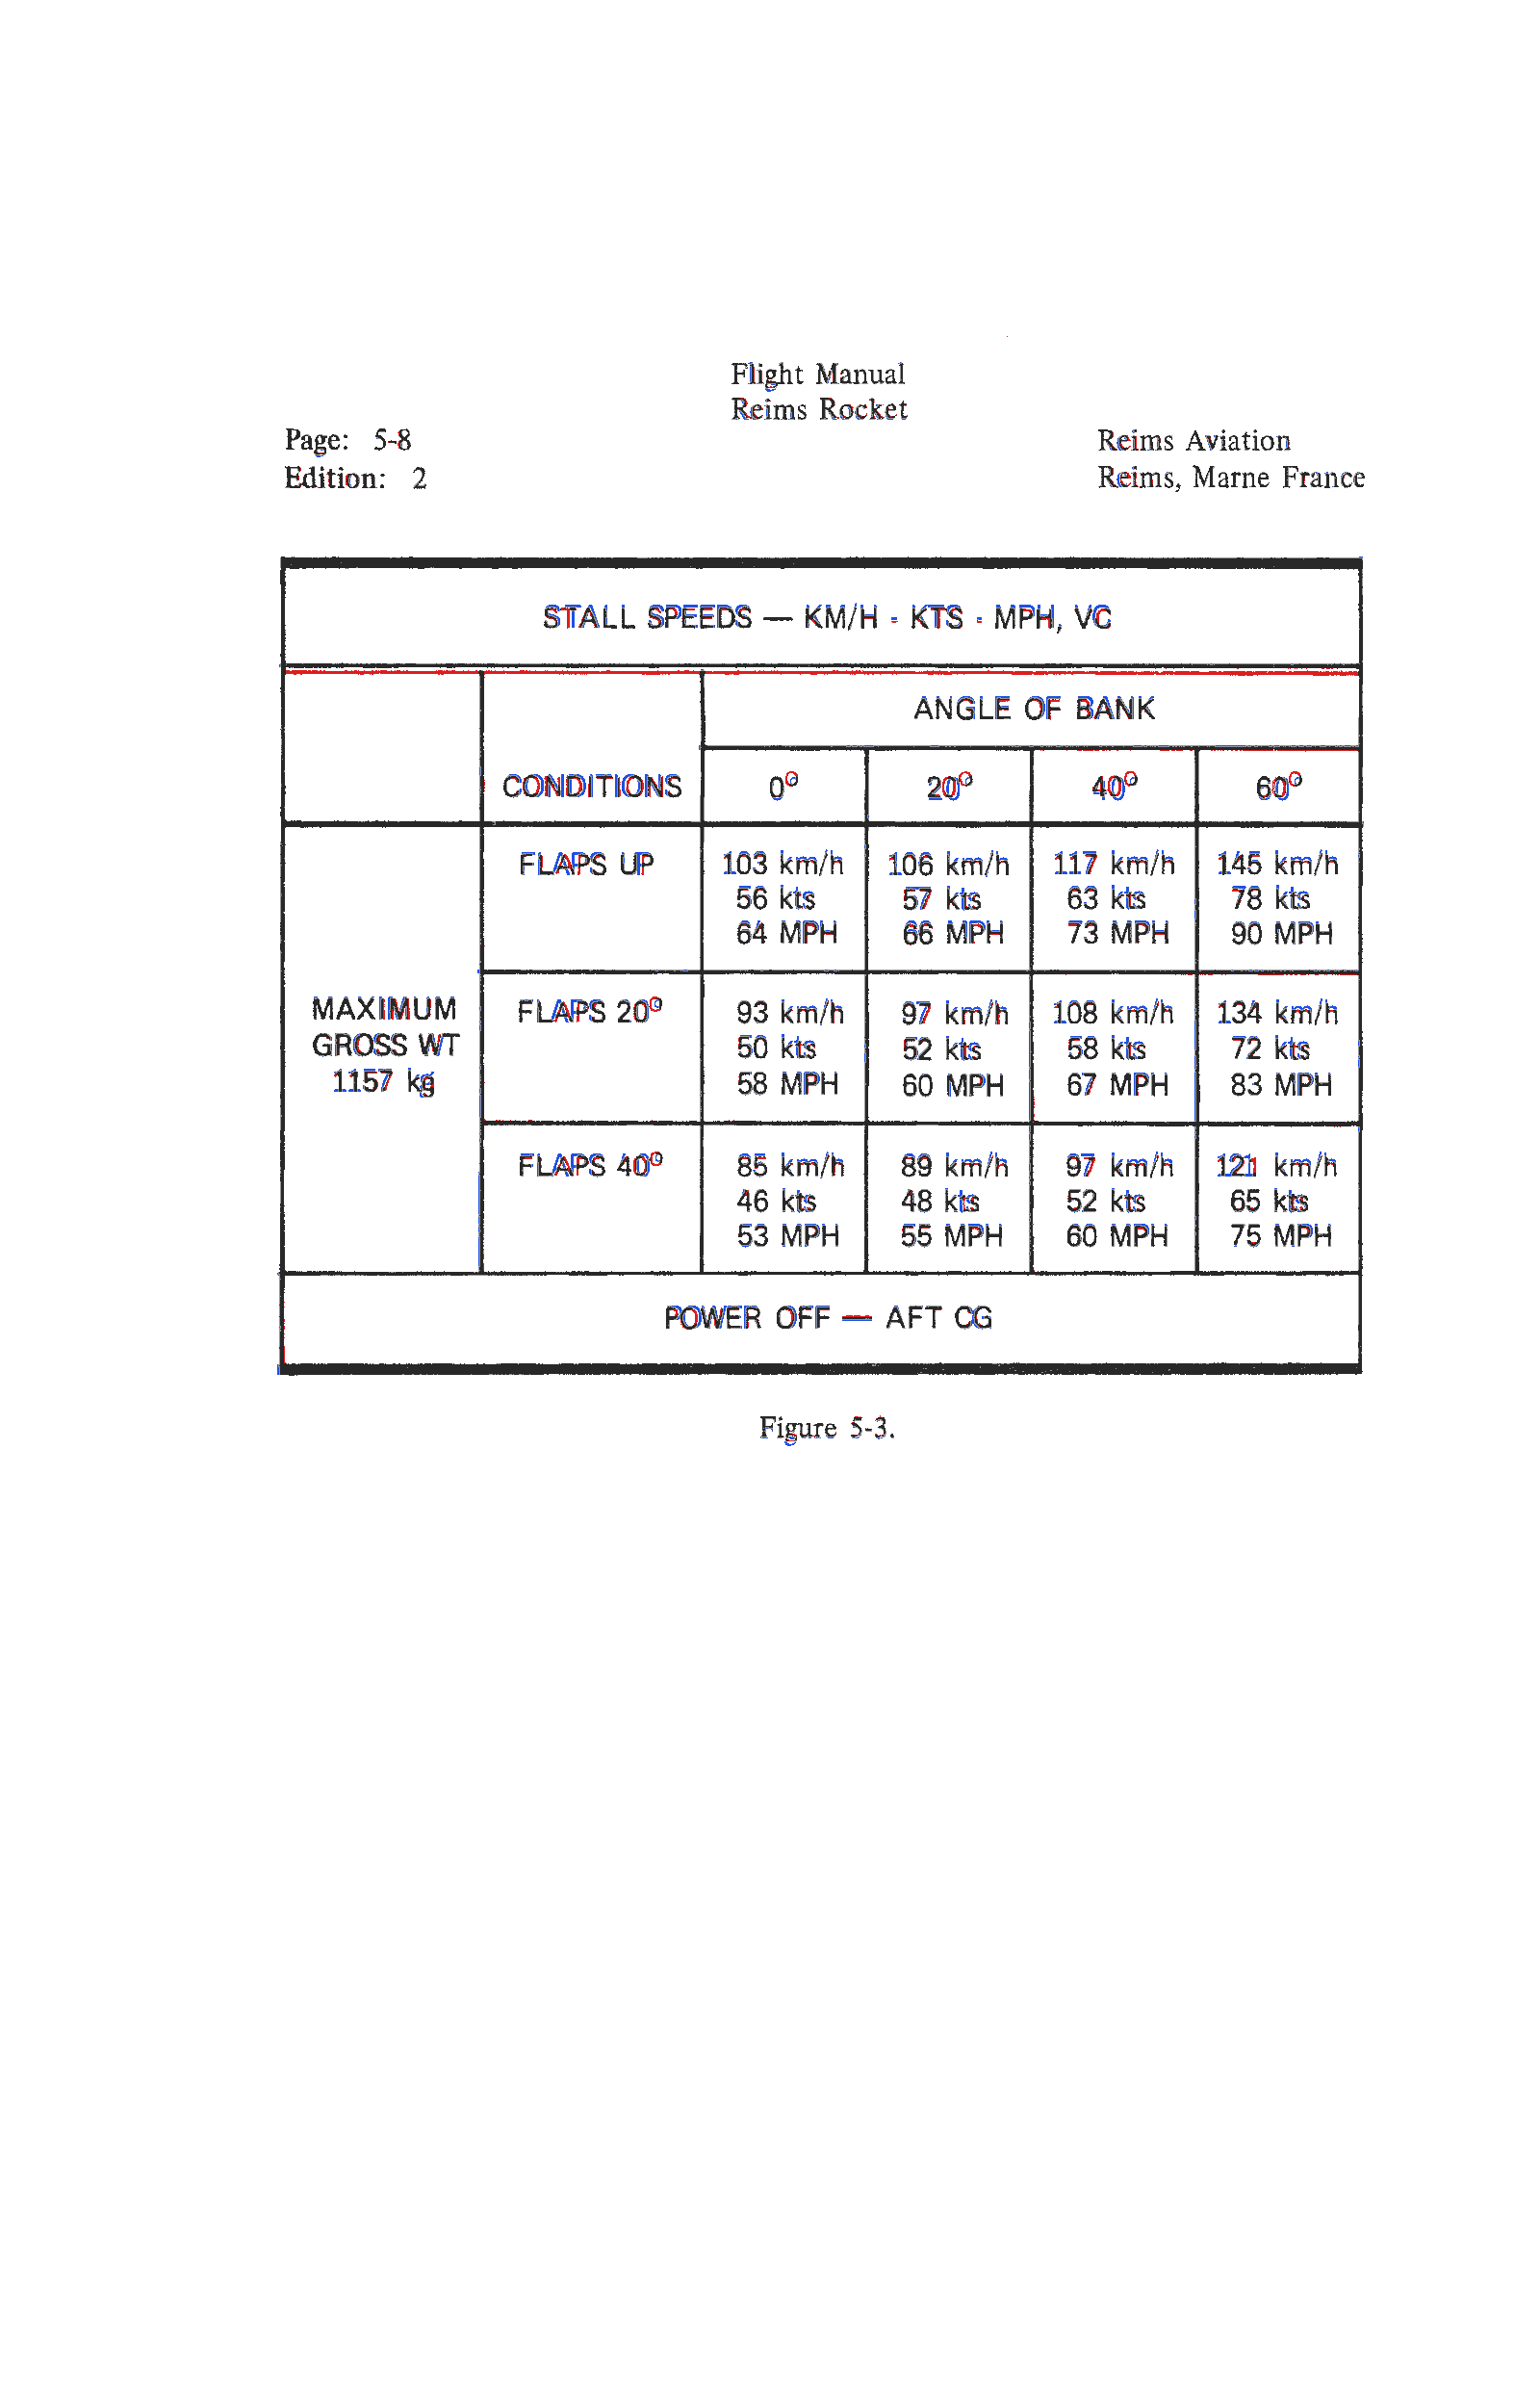 Flight Manual
Reims Rocket
Page: 5-8
Reims Aviation
Edition: 2
Reims, Marne France
STALL SPEEDS — KM/H - KTS - MPH, VC
ANGLE OF BANK
CONDITIONS 0° 20° 40° 60°
FLAPS UP 103 km/h 106 km/h 117 km/h 145 km/h
56 kts 57 kts 63 kts 78 kts
64 MPH 66 MPH 73 MPH 90 MPH
MAXIMUM FLAPS 20° 93 km/h 97 km/h 108 km/h 134 km/h
GROSS WT 50 kts 52 kts 58 kts 72 kts
1157 kg 58 MPH 60 MPH 67 MPH 83 MPH
FLAPS 40° 85 km/h 89 km/h 97 km/h 121 km/h
46 kts 48 kts 52 kts 65 kts
53 MPH 55 MPH 60 MPH 75 MPH
POWER OFF — AFT CG
Figure 5-3.